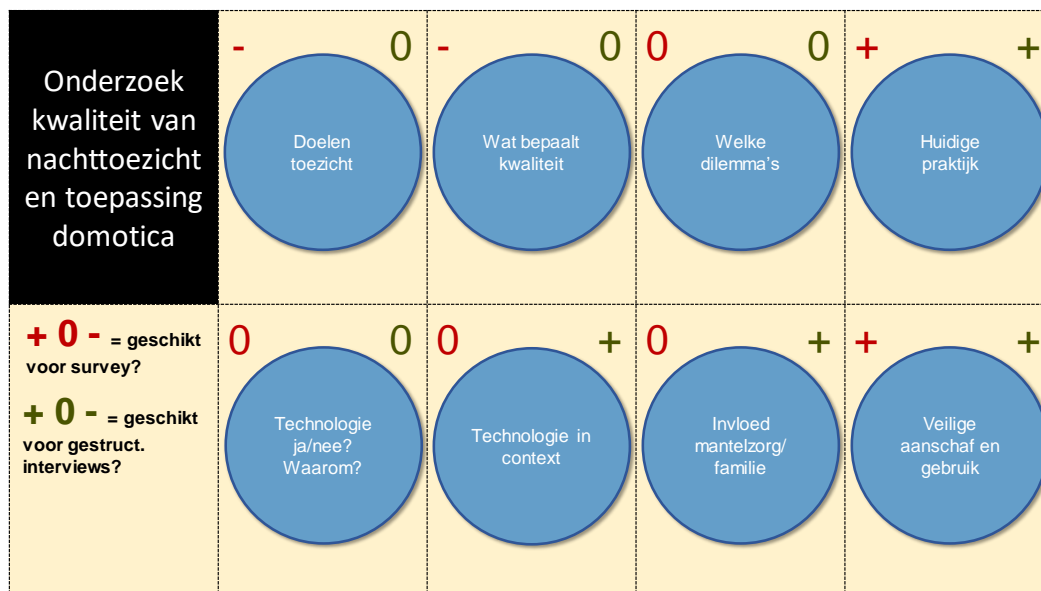 Onderzoek
kwaliteit van
nachttoezicht
en toepassing
domotica
- 0
Doelen
toezicht
- 0
Wat bepaalt
kwaliteit
0 0
Welke
dilemma's
+ +
Huidige
praktijk
+ 0 - = geschikt
voor survey?
+ 0 - = geschikt
voor gestruct.
interviews?
0 0
Technologie
ja/nee?
Waarom?
0 +
Technologie in
context
0 +
Invloed
mantelzorg/
familie
+ +
Veilige
aanschaf en
gebruik